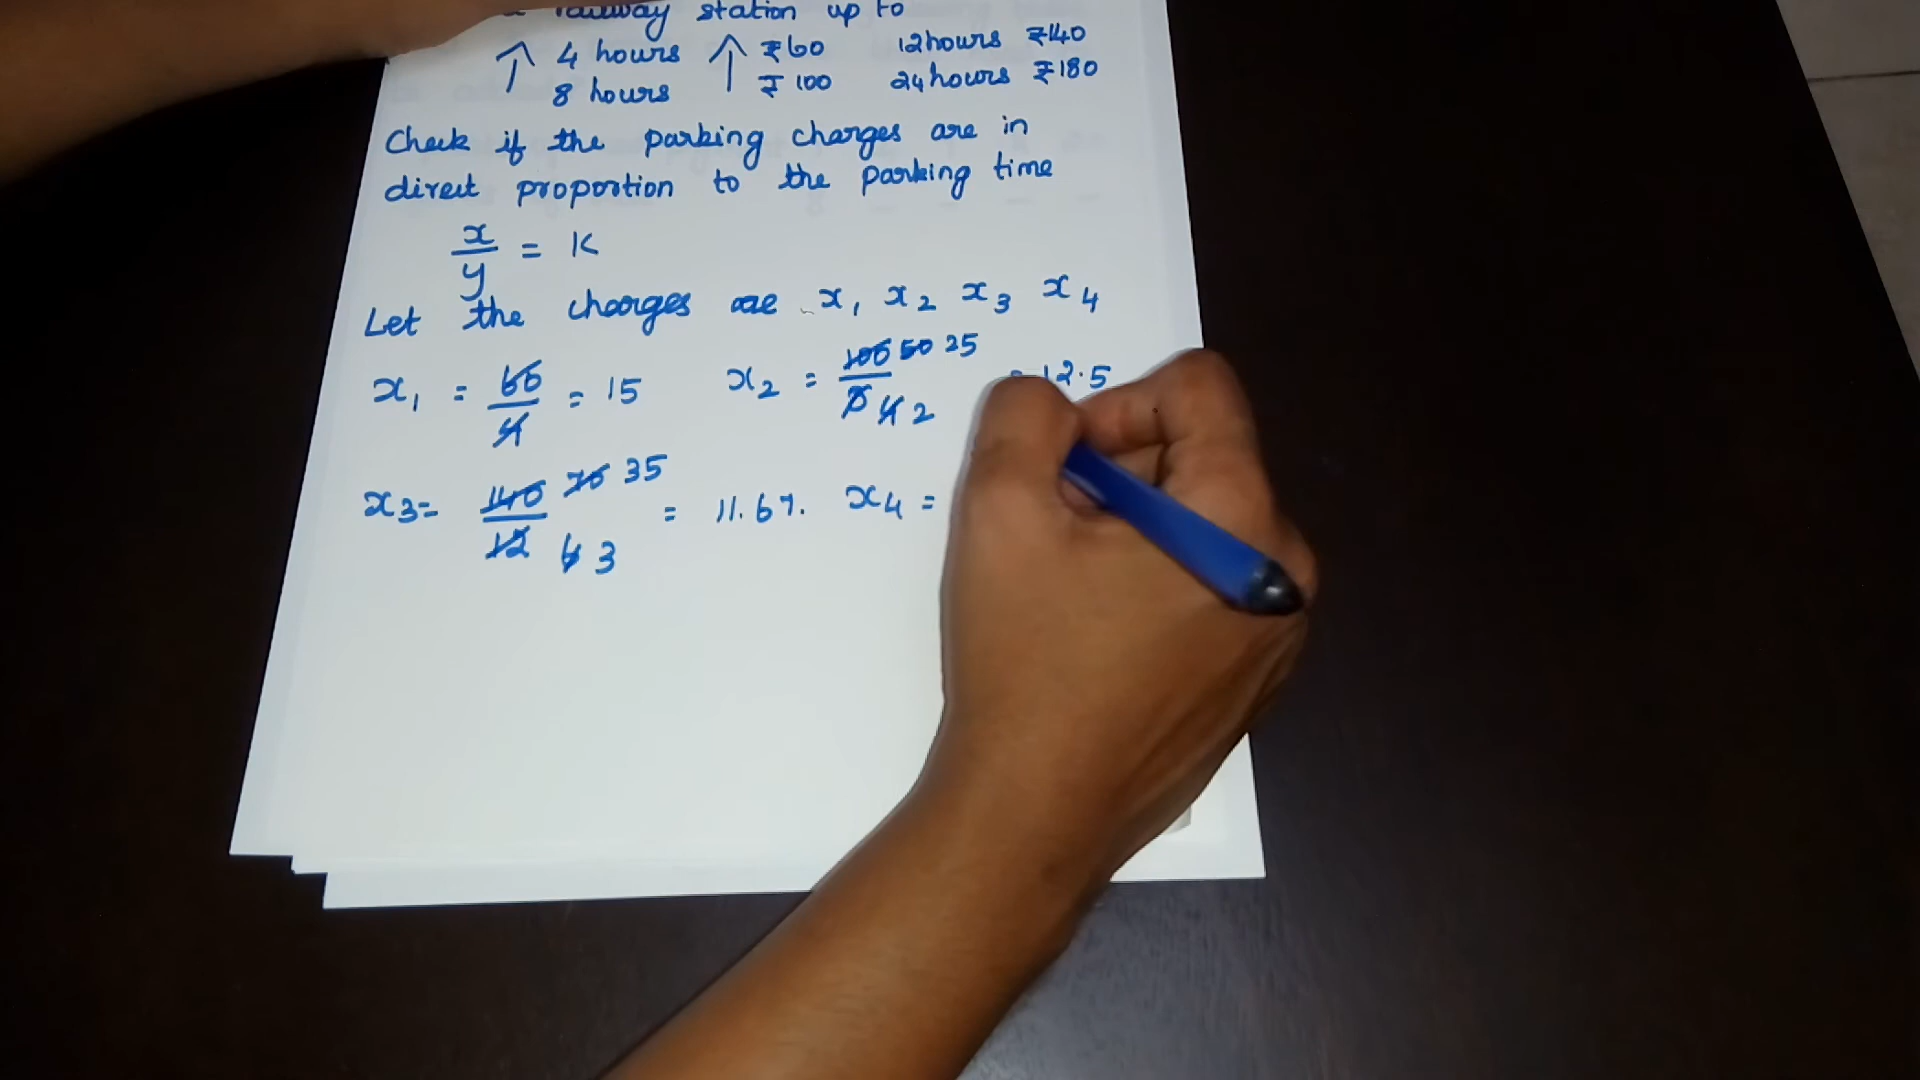 railway station up to
4 hours ₹60 12hours ₹140
8 hours ₹100 24hours ₹180
Check if the parking charges are in
direct proportion to the parking time
x/y = K
Let the charges are x₁ x₂ x₃ x₄
x₁ = 60/4 = 15 x₂ = 100 50 25 / 8 4 2 = 12.5
x₃= 140 70 35 / 12 6 3 = 11.67. x₄ =